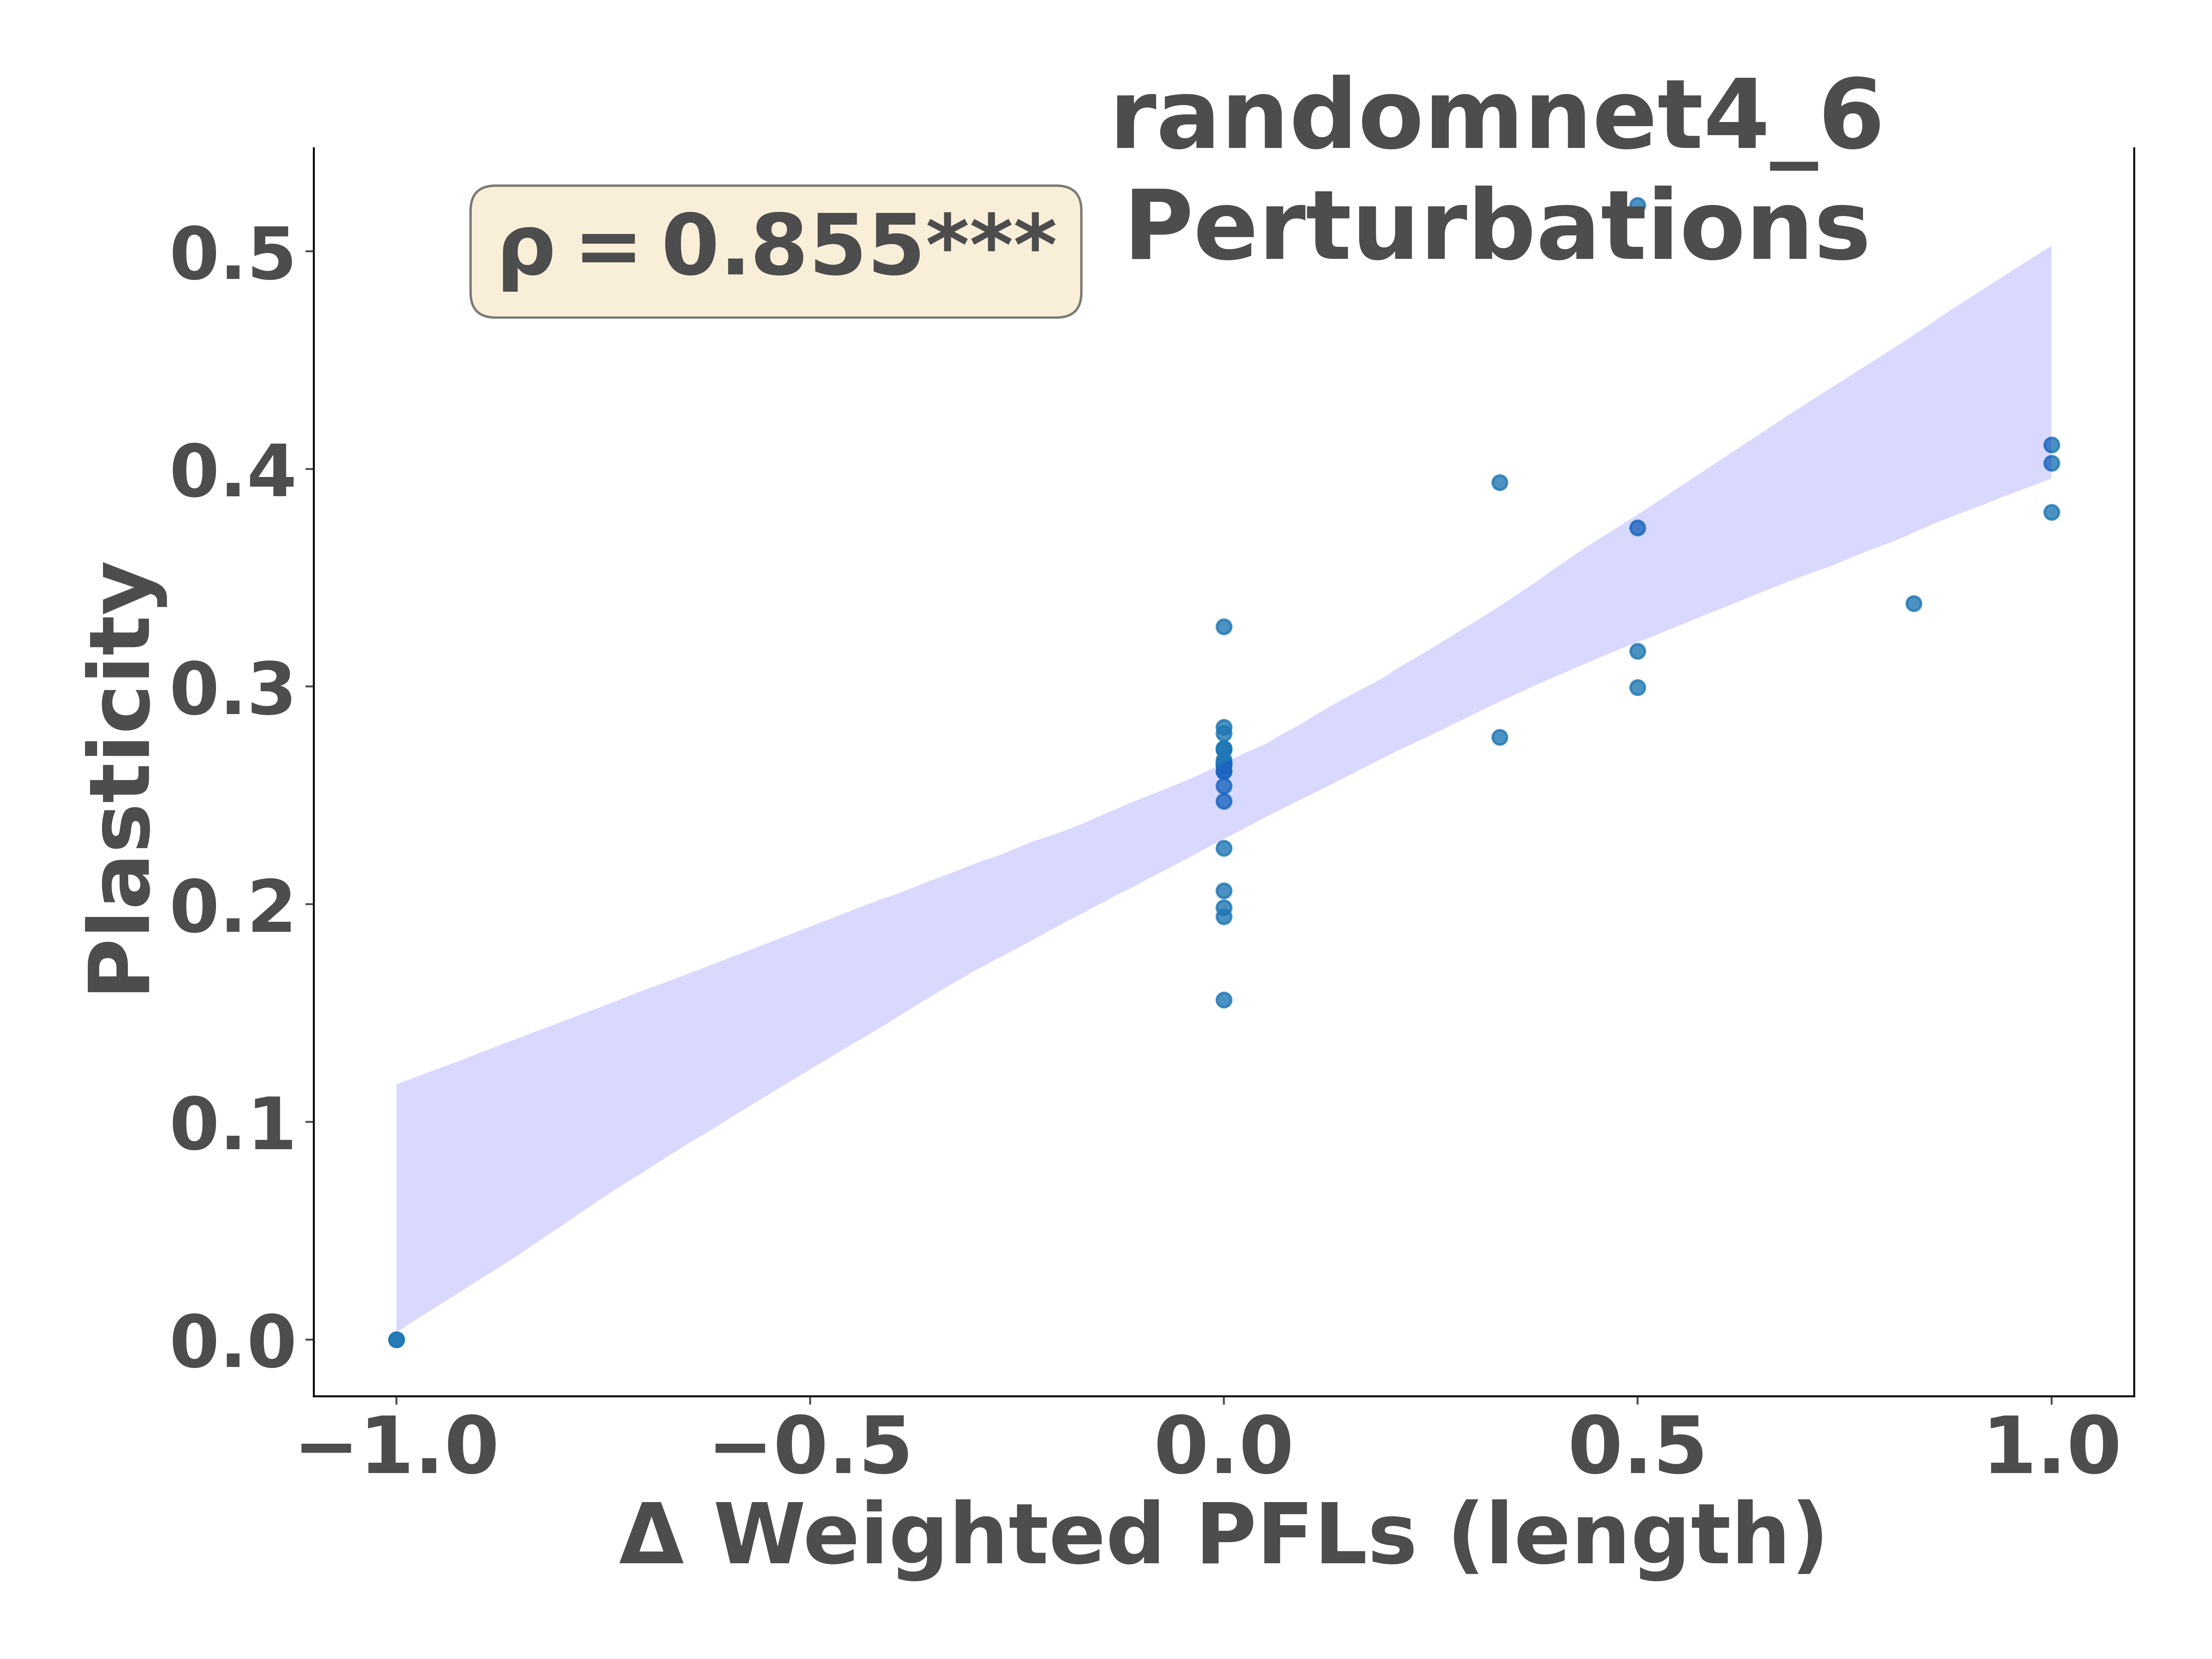 randomnet4_6
Perturbations
ρ = 0.855***
Plasticity
0.5
0.4
0.3
0.2
0.1
0.0
−1.0
−0.5
0.0
0.5
1.0
Δ Weighted PFLs (length)